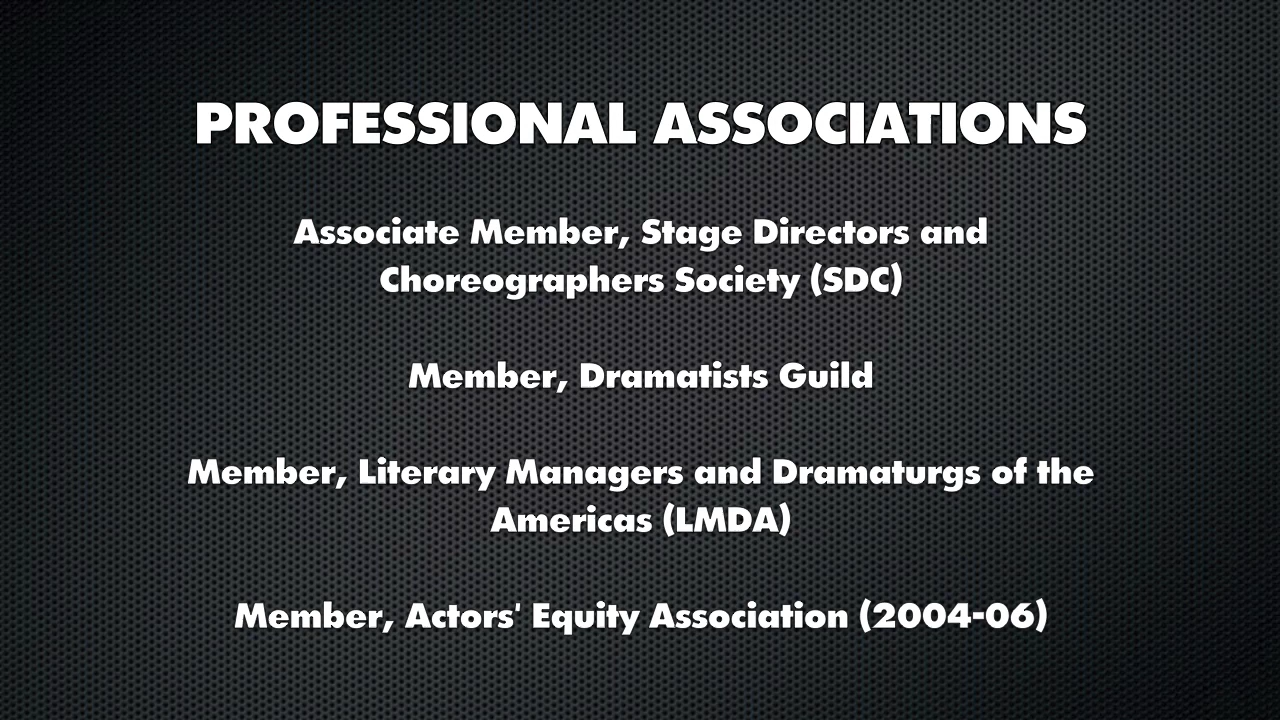 PROFESSIONAL ASSOCIATIONS
Associate Member, Stage Directors and
Choreographers Society (SDC)
Member, Dramatists Guild
Member, Literary Managers and Dramaturgs of the
Americas (LMDA)
Member, Actors' Equity Association (2004-06)